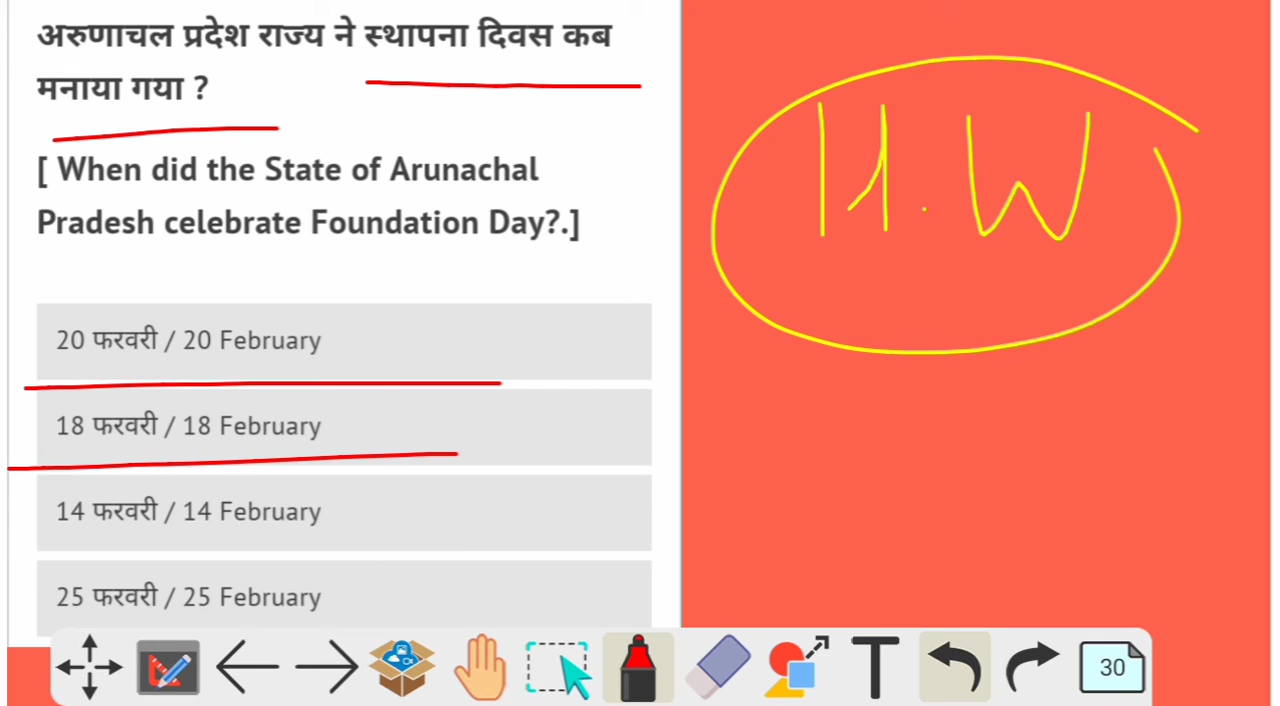 अरुणाचल प्रदेश राज्य ने स्थापना दिवस कब
मनाया गया ?
[ When did the State of Arunachal
Pradesh celebrate Foundation Day?.]
20 फरवरी / 20 February
18 फरवरी / 18 February
14 फरवरी / 14 February
25 फरवरी / 25 February
H.W
T
30